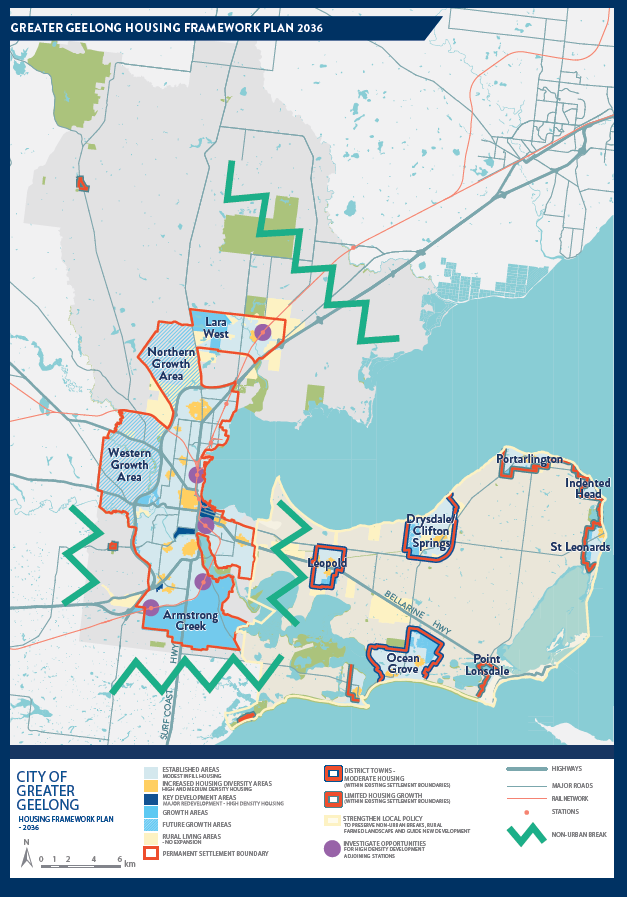 GREATER GEELONG HOUSING FRAMEWORK PLAN 2036
Lara
West
Northern
Growth
Area
Western
Growth
Area
Portarlington
Indented
Head
Drysdale/
Clifton
Springs
St Leonards
Leopold
BELLARINE HWY
Armstrong
Creek
Ocean
Grove
Point
Lonsdale
SURF COAST HWY
CITY OF
GREATER
GEELONG
HOUSING FRAMEWORK PLAN
- 2036
N
0 1 2 4 6 km
ESTABLISHED AREAS
MODEST INFILL HOUSING
INCREASED HOUSING DIVERSITY AREAS
HIGH AND MEDIUM DENSITY HOUSING
KEY DEVELOPMENT AREAS
MAJOR REDEVELOPMENT - HIGH DENSITY HOUSING
GROWTH AREAS
FUTURE GROWTH AREAS
RURAL LIVING AREAS
- NO EXPANSION
PERMANENT SETTLEMENT BOUNDARY
DISTRICT TOWNS -
MODERATE HOUSING
(WITHIN EXISTING SETTLEMENT BOUNDARIES)
LIMITED HOUSING GROWTH
(WITHIN EXISTING SETTLEMENT BOUNDARIES)
STRENGTHEN LOCAL POLICY
TO PRESERVE NON-URBAN BREAKS, RURAL
FARMED LANDSCAPE AND GUIDE NEW DEVELOPMENT
INVESTIGATE OPPORTUNITIES
FOR HIGH DENSITY DEVELOPMENT
ADJOINING STATIONS
HIGHWAYS
MAJOR ROADS
RAIL NETWORK
STATIONS
NON-URBAN BREAK